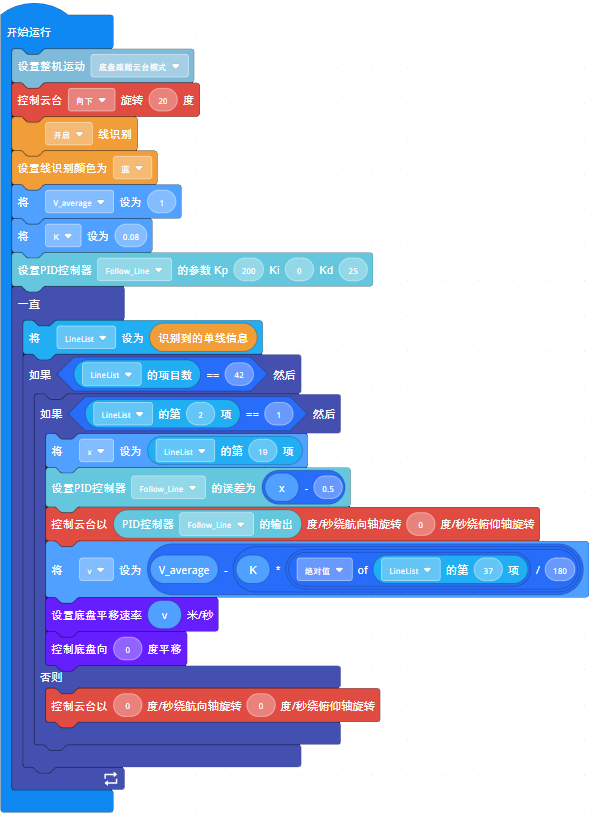 开始运行
设置整机运动 底盘跟随云台模式
控制云台 向下 旋转 20 度
开启 线识别
设置线识别颜色为 蓝
将 V_average 设为 1
将 K 设为 0.08
设置PID控制器 Follow_Line 的参数 Kp 200 Ki 0 Kd 25
一直
将 LineList 设为 识别到的单线信息
如果 LineList 的项目数 == 42 然后
如果 LineList 的第 2 项 == 1 然后
将 x 设为 LineList 的第 19 项
设置PID控制器 Follow_Line 的误差为 x - 0.5
控制云台以 PID控制器 Follow_Line 的输出 度/秒绕航向轴旋转 0 度/秒绕俯仰轴旋转
将 v 设为 V_average - K * 绝对值 of LineList 的第 37 项 / 180
设置底盘平移速率 v 米/秒
控制底盘向 0 度平移
否则
控制云台以 0 度/秒绕航向轴旋转 0 度/秒绕俯仰轴旋转